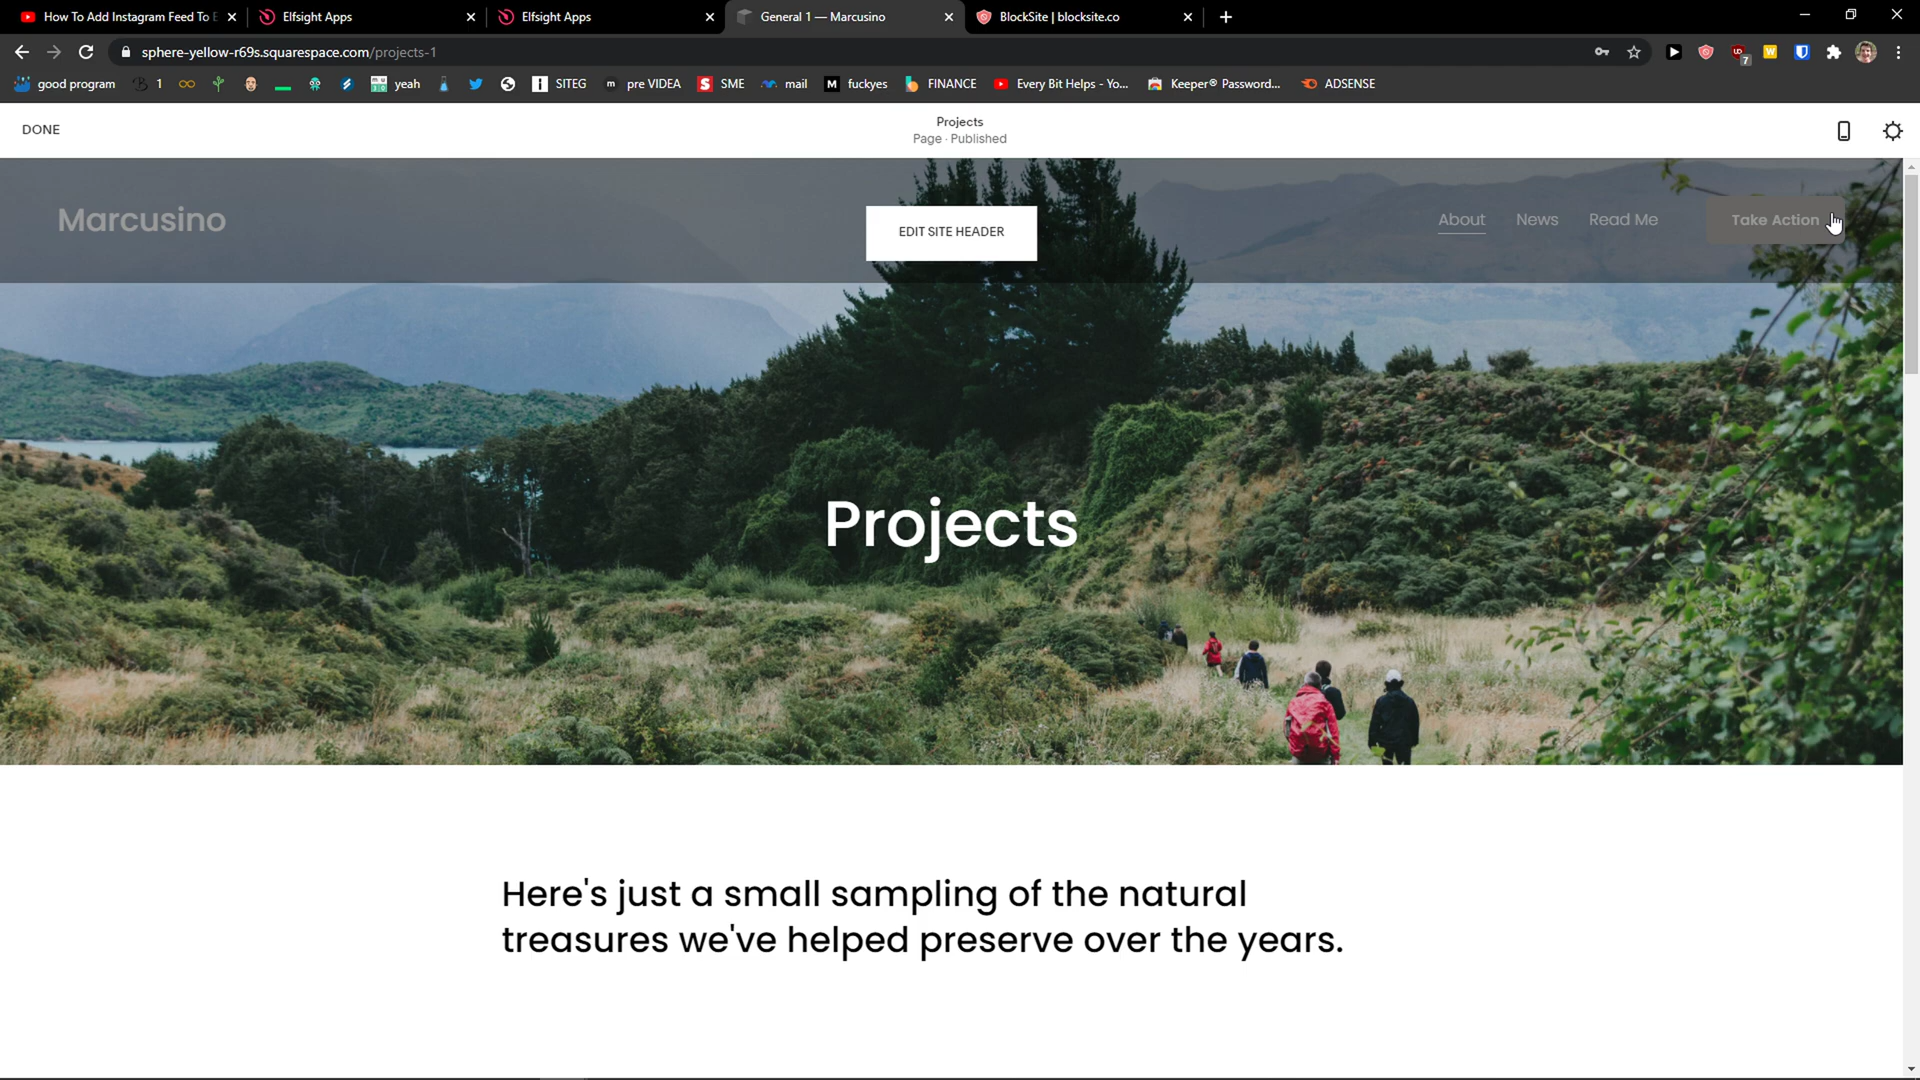 How To Add Instagram Feed To E
Elfsight Apps
Elfsight Apps
General 1 — Marcusino
BlockSite | blocksite.co
sphere-yellow-r69s.squarespace.com/projects-1
7
good program
1
yeah
SITEG
pre VIDEA
SME
mail
fuckyes
FINANCE
Every Bit Helps - Yo...
Keeper® Password...
ADSENSE
DONE
Projects
Page · Published
Marcusino
EDIT SITE HEADER
About
News
Read Me
Take Action
Projects
Here's just a small sampling of the natural
treasures we've helped preserve over the years.